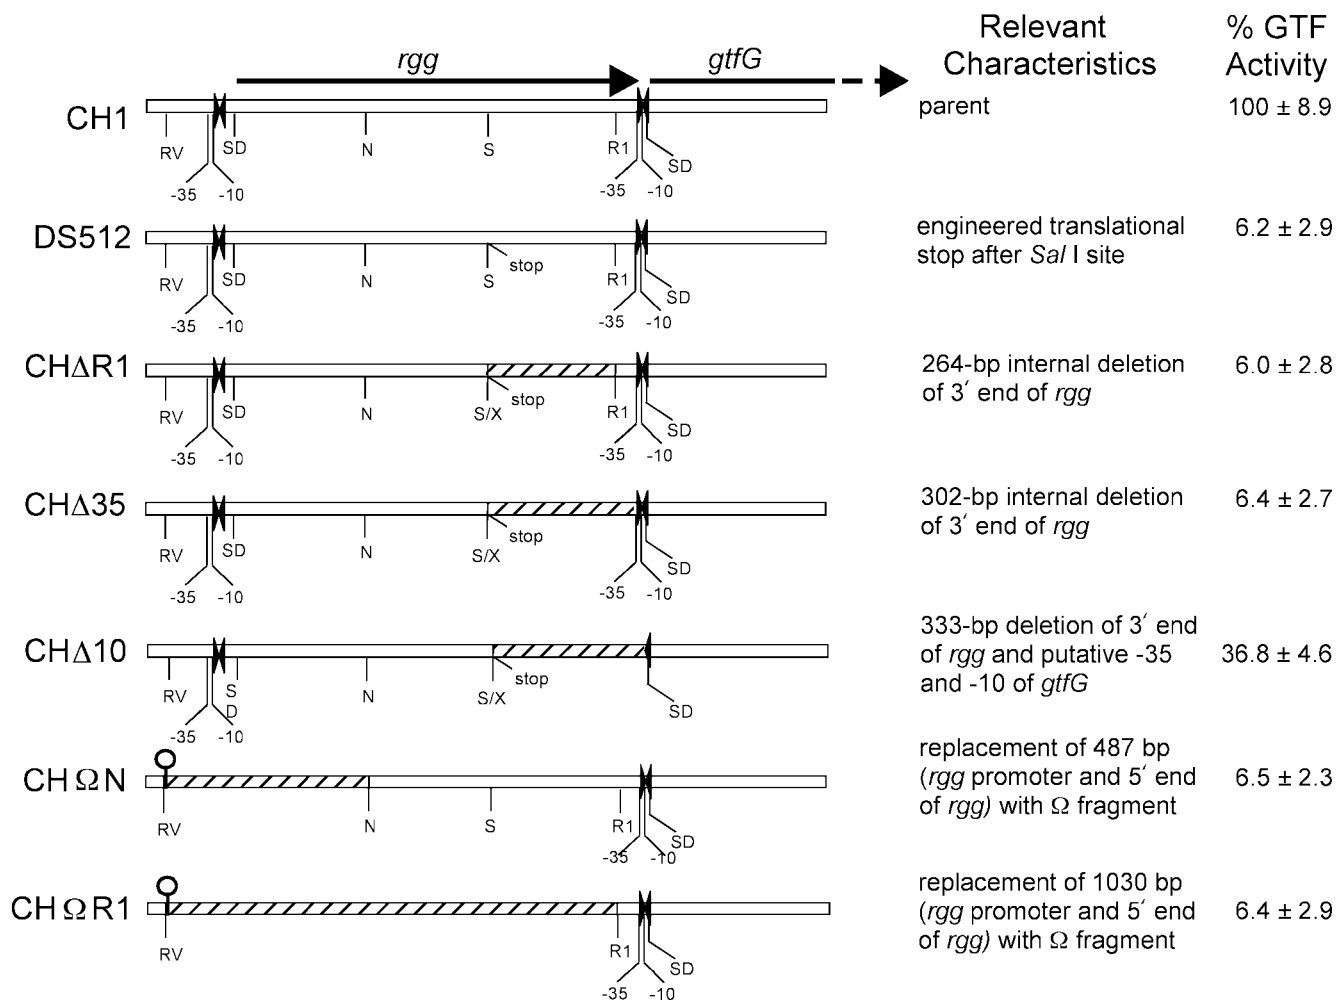 Relevant Characteristics
% GTF Activity
rgg
gtfG
CH1
parent
100 ± 8.9
RV
SD
N
S
R1
SD
-35
-10
-35
-10
DS512
engineered translational
stop after Sal I site
6.2 ± 2.9
stop
RV
SD
N
S
R1
SD
-35
-10
-35
-10
CHΔR1
264-bp internal deletion
of 3′ end of rgg
6.0 ± 2.8
stop
RV
SD
N
S/X
R1
SD
-35
-10
-35
-10
CHΔ35
302-bp internal deletion
of 3′ end of rgg
6.4 ± 2.7
stop
RV
SD
N
S/X
SD
-35
-10
-35
-10
CHΔ10
333-bp deletion of 3′ end
of rgg and putative -35
and -10 of gtfG
36.8 ± 4.6
stop
RV
S
D
N
S/X
SD
-35
-10
CHΩN
replacement of 487 bp
(rgg promoter and 5′ end
of rgg) with Ω fragment
6.5 ± 2.3
RV
N
S
R1
SD
-35
-10
CHΩR1
replacement of 1030 bp
(rgg promoter and 5′ end
of rgg) with Ω fragment
6.4 ± 2.9
RV
R1
SD
-35
-10